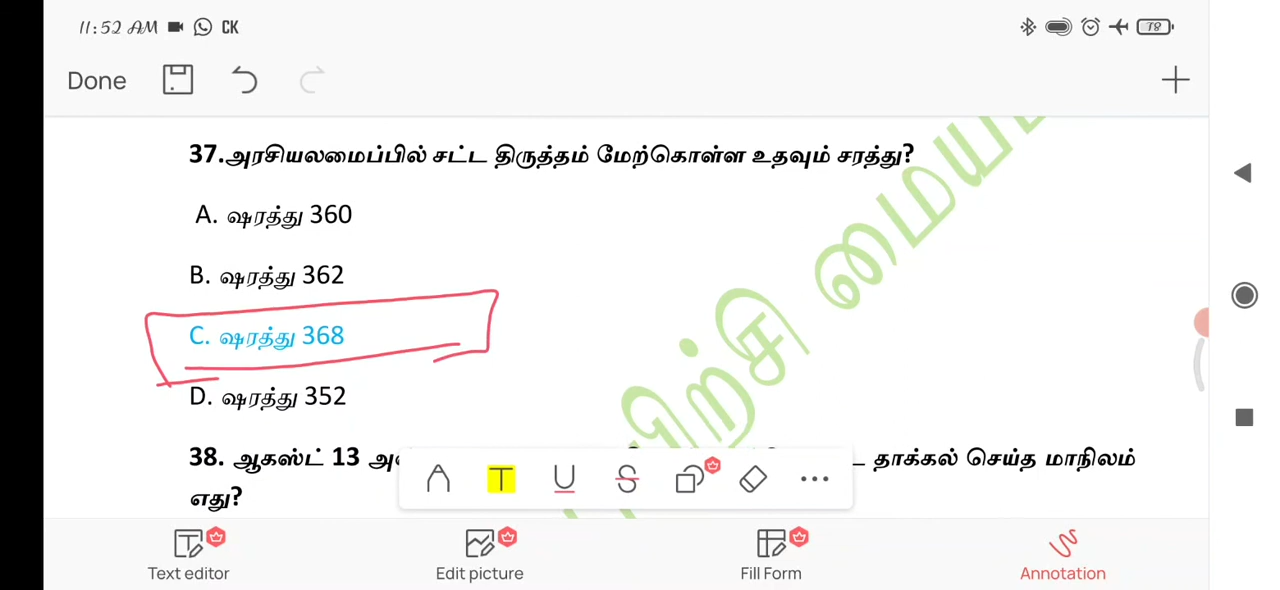 11:52 AM CK 78
Done
37.அரசியலமைப்பில் சட்ட திருத்தம் மேற்கொள்ள உதவும் சரத்து?
A. ஷரத்து 360
B. ஷரத்து 362
C. ஷரத்து 368
D. ஷரத்து 352
38. ஆகஸ்ட் 13 தாக்கல் செய்த மாநிலம்
எது?
Text editor Edit picture Fill Form Annotation